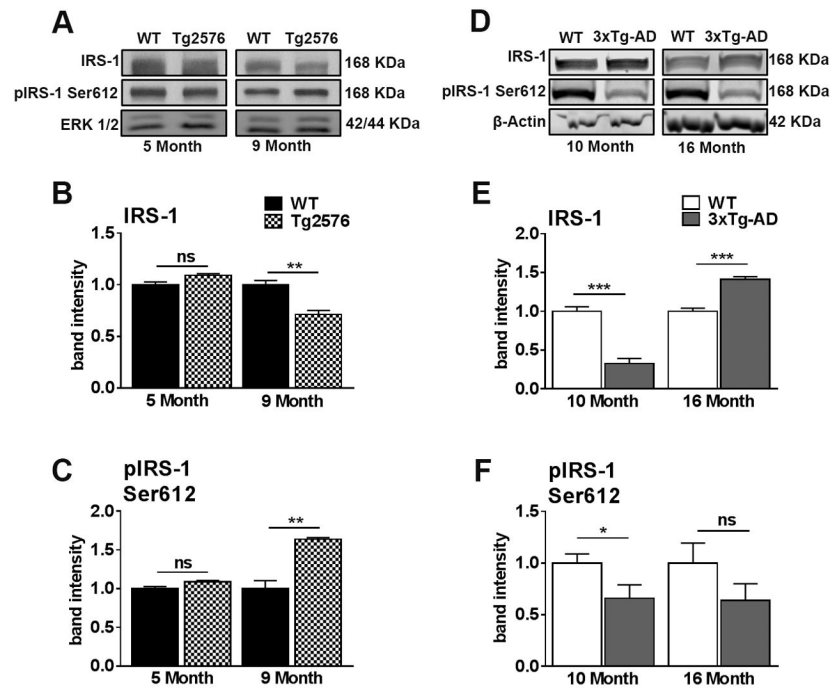 A
WT Tg2576 WT Tg2576
IRS-1 168 KDa
pIRS-1 Ser612 168 KDa
ERK 1/2 42/44 KDa
5 Month 9 Month
D
WT 3xTg-AD WT 3xTg-AD
IRS-1 168 KDa
pIRS-1 Ser612 168 KDa
β-Actin 42 KDa
10 Month 16 Month
B
IRS-1
WT
Tg2576
band intensity
1.5
1.0
0.5
0.0
ns
**
5 Month 9 Month
E
IRS-1
WT
3xTg-AD
band intensity
2.0
1.5
1.0
0.5
0.0
***
***
10 Month 16 Month
C
pIRS-1
Ser612
band intensity
2.0
1.5
1.0
0.5
0.0
ns
**
5 Month 9 Month
F
pIRS-1
Ser612
band intensity
1.5
1.0
0.5
0.0
*
ns
10 Month 16 Month